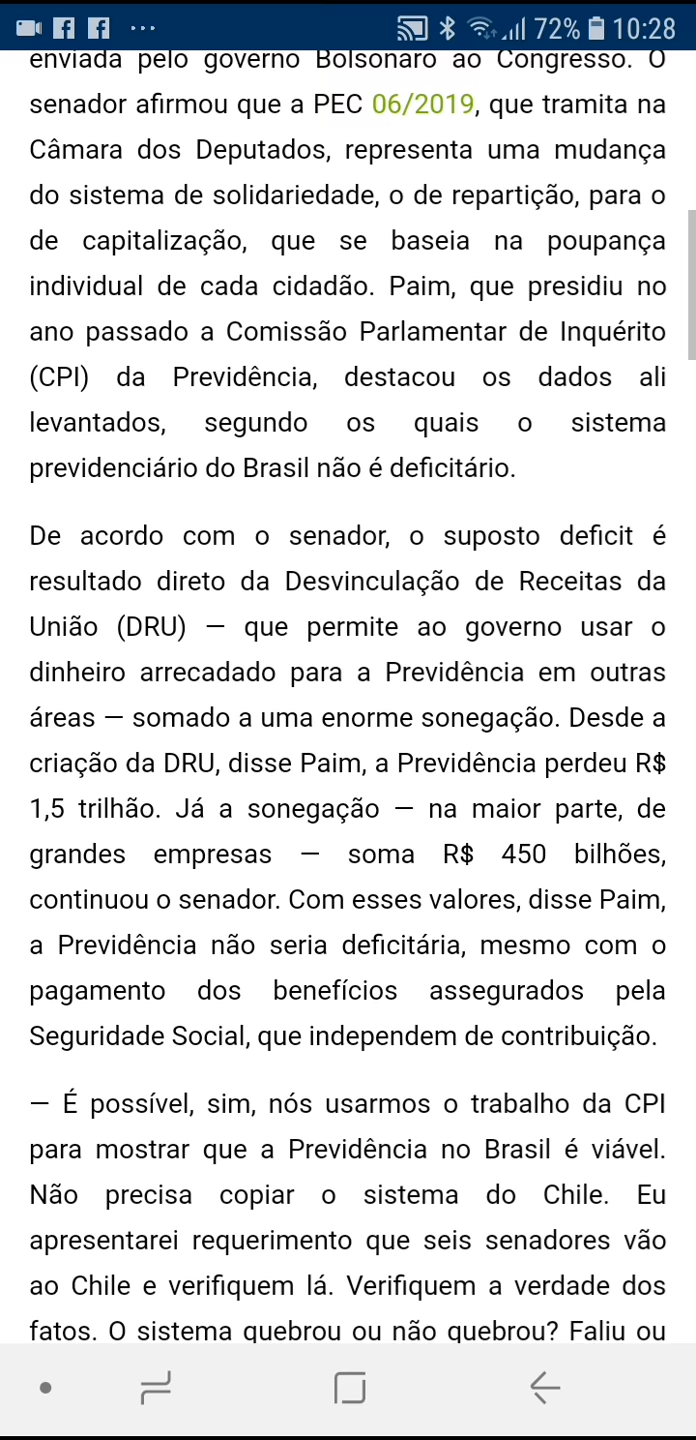 72% 10:28
enviada pelo governo Bolsonaro ao Congresso. O
senador afirmou que a PEC 06/2019, que tramita na
Câmara dos Deputados, representa uma mudança
do sistema de solidariedade, o de repartição, para o
de capitalização, que se baseia na poupança
individual de cada cidadão. Paim, que presidiu no
ano passado a Comissão Parlamentar de Inquérito
(CPI) da Previdência, destacou os dados ali
levantados, segundo os quais o sistema
previdenciário do Brasil não é deficitário.
De acordo com o senador, o suposto deficit é
resultado direto da Desvinculação de Receitas da
União (DRU) — que permite ao governo usar o
dinheiro arrecadado para a Previdência em outras
áreas — somado a uma enorme sonegação. Desde a
criação da DRU, disse Paim, a Previdência perdeu R$
1,5 trilhão. Já a sonegação — na maior parte, de
grandes empresas — soma R$ 450 bilhões,
continuou o senador. Com esses valores, disse Paim,
a Previdência não seria deficitária, mesmo com o
pagamento dos benefícios assegurados pela
Seguridade Social, que independem de contribuição.
— É possível, sim, nós usarmos o trabalho da CPI
para mostrar que a Previdência no Brasil é viável.
Não precisa copiar o sistema do Chile. Eu
apresentarei requerimento que seis senadores vão
ao Chile e verifiquem lá. Verifiquem a verdade dos
fatos. O sistema quebrou ou não quebrou? Faliu ou